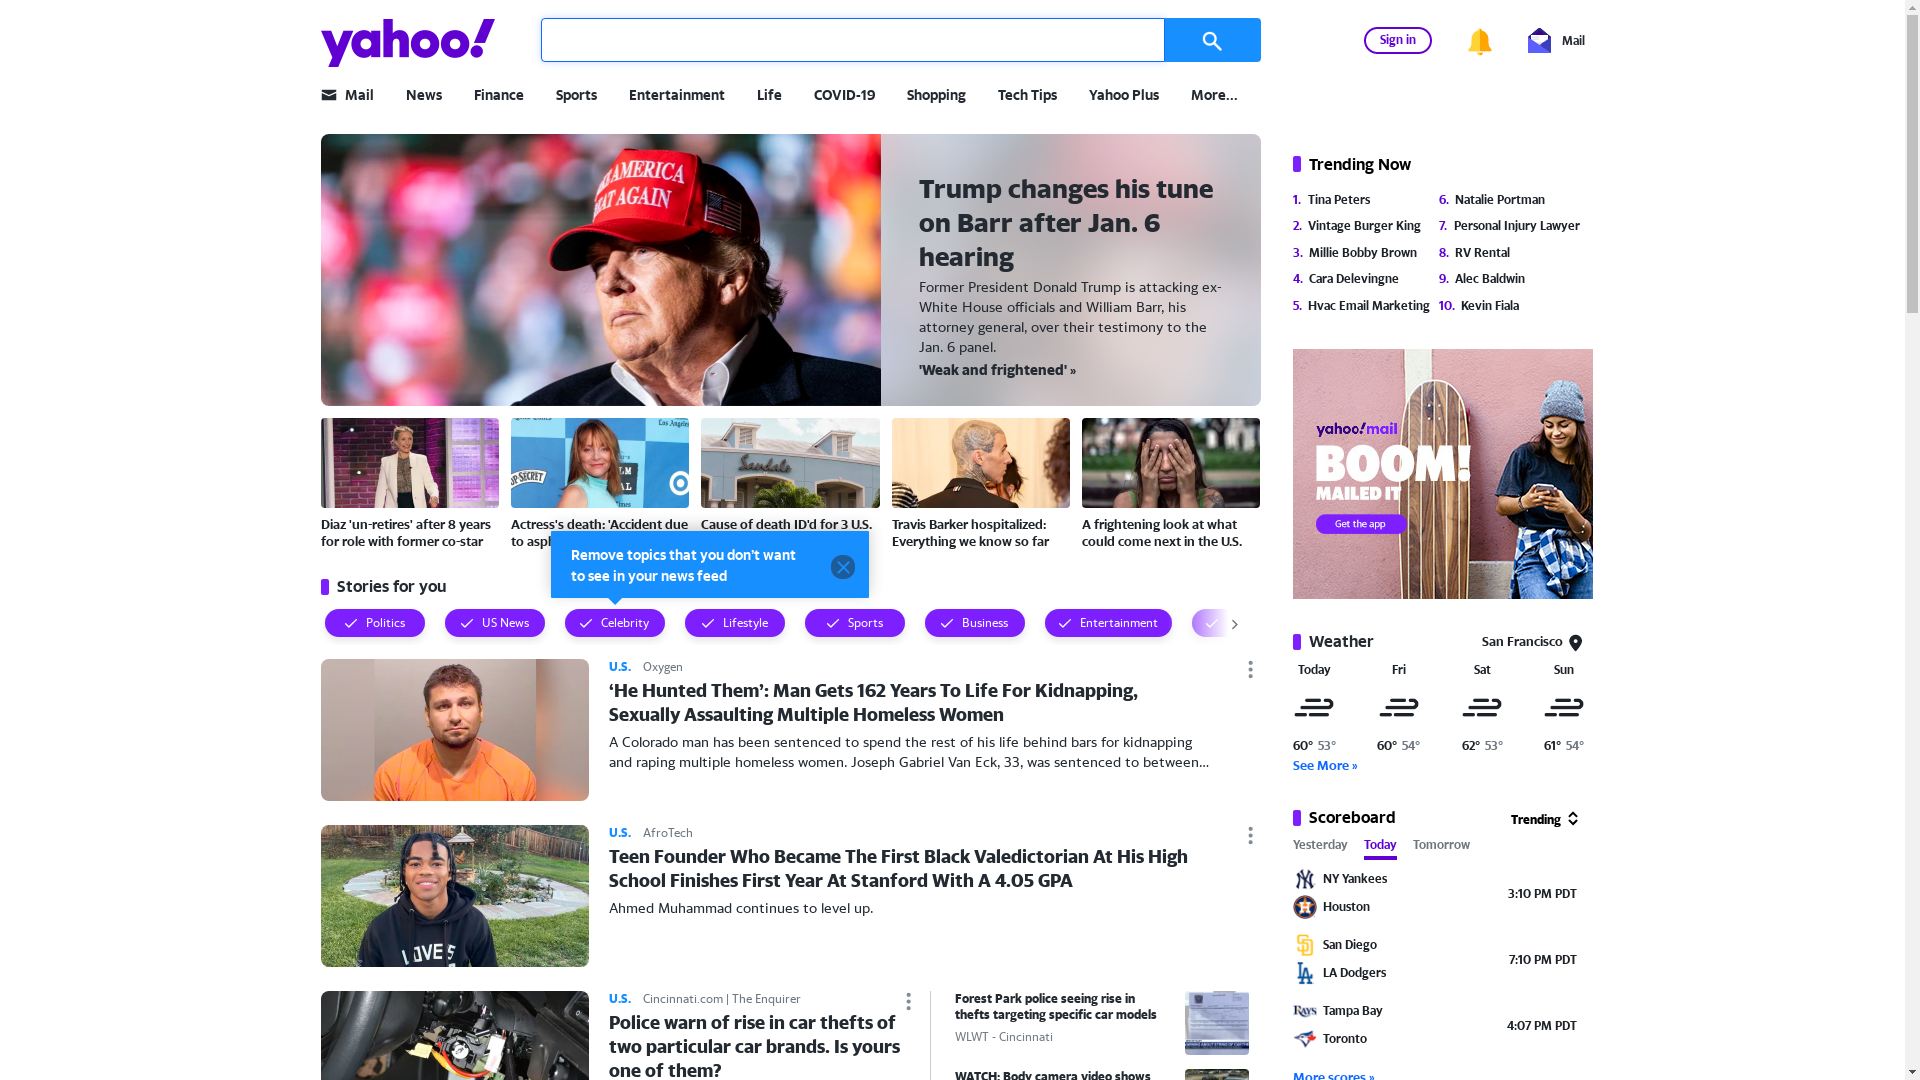 yahoo!
Sign in
Mail
Mail
News
Finance
Sports
Entertainment
Life
COVID-19
Shopping
Tech Tips
Yahoo Plus
More...
AMERICA
AT AGAIN
Trump changes his tune
on Barr after Jan. 6
hearing
Former President Donald Trump is attacking ex-
White House officials and William Barr, his
attorney general, over their testimony to the
Jan. 6 panel.
'Weak and frightened' »
Diaz 'un-retires' after 8 years
for role with former co-star
Actress's death: 'Accident due
to asph
Sandals
Cause of death ID'd for 3 U.S.
Travis Barker hospitalized:
Everything we know so far
A frightening look at what
could come next in the U.S.
Remove topics that you don't want
to see in your news feed
Stories for you
Politics
US News
Celebrity
Lifestyle
Sports
Business
Entertainment
U.S. Oxygen
‘He Hunted Them’: Man Gets 162 Years To Life For Kidnapping,
Sexually Assaulting Multiple Homeless Women
A Colorado man has been sentenced to spend the rest of his life behind bars for kidnapping
and raping multiple homeless women. Joseph Gabriel Van Eck, 33, was sentenced to between…
U.S. AfroTech
Teen Founder Who Became The First Black Valedictorian At His High
School Finishes First Year At Stanford With A 4.05 GPA
Ahmed Muhammad continues to level up.
U.S. Cincinnati.com | The Enquirer
Police warn of rise in car thefts of
two particular car brands. Is yours
one of them?
Forest Park police seeing rise in
thefts targeting specific car models
WLWT - Cincinnati
WATCH: Body camera video shows
Trending Now
1. Tina Peters
2. Vintage Burger King
3. Millie Bobby Brown
4. Cara Delevingne
5. Hvac Email Marketing
6. Natalie Portman
7. Personal Injury Lawyer
8. RV Rental
9. Alec Baldwin
10. Kevin Fiala
yahoo!mail
BOOM!
MAILED IT
Get the app
Weather
San Francisco
Today Fri Sat Sun
60° 53° 60° 54° 62° 53° 61° 54°
See More »
Scoreboard
Trending
Yesterday Today Tomorrow
NY Yankees
Houston
3:10 PM PDT
San Diego
LA Dodgers
7:10 PM PDT
Tampa Bay
Toronto
4:07 PM PDT
More scores »